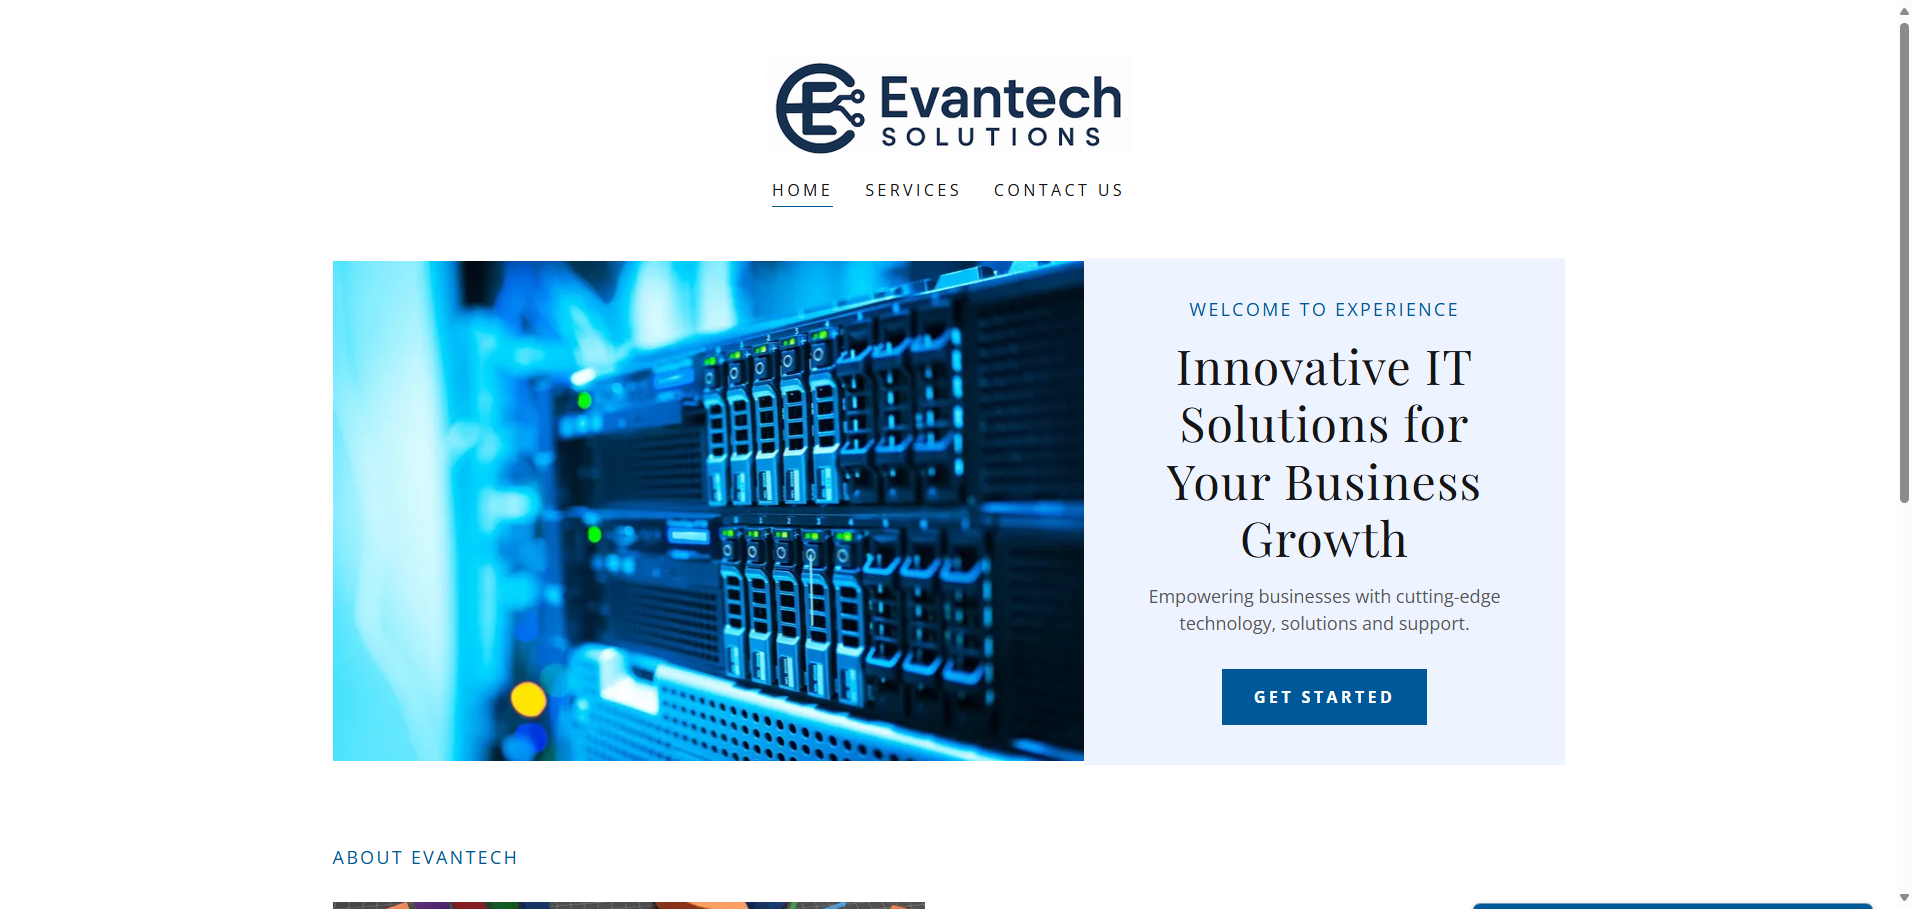 Evantech
SOLUTIONS
HOME SERVICES CONTACT US
WELCOME TO EXPERIENCE
Innovative IT
Solutions for
Your Business
Growth
Empowering businesses with cutting-edge
technology, solutions and support.
GET STARTED
ABOUT EVANTECH